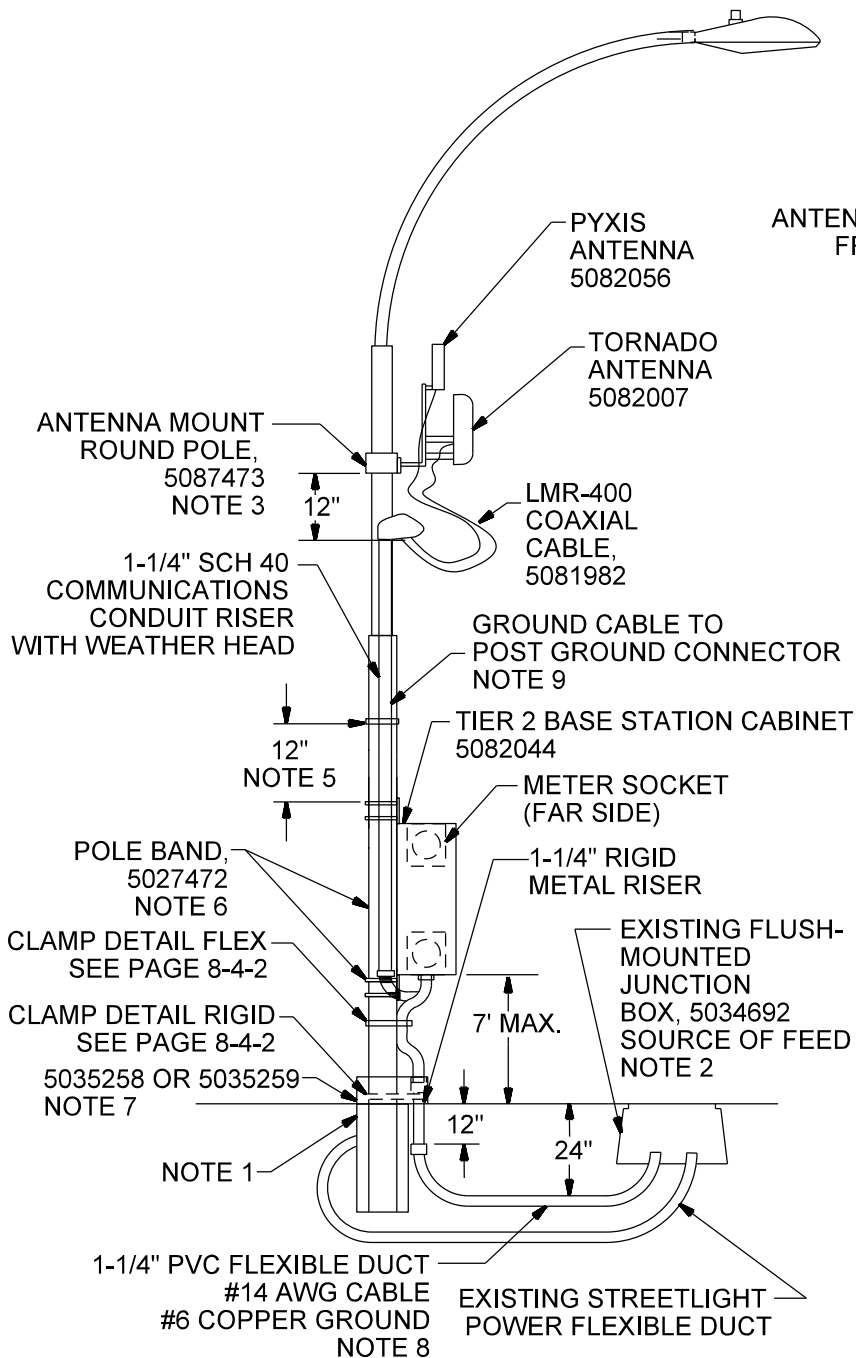 PYXIS
ANTENNA
5082056
ANTEN
FR
TORNADO
ANTENNA
5082007
ANTENNA MOUNT
ROUND POLE,
5087473
NOTE 3
12"
LMR-400
COAXIAL
CABLE,
5081982
1-1/4" SCH 40
COMMUNICATIONS
CONDUIT RISER
WITH WEATHER HEAD
GROUND CABLE TO
POST GROUND CONNECTOR
NOTE 9
12"
NOTE 5
TIER 2 BASE STATION CABINET
5082044
METER SOCKET
(FAR SIDE)
POLE BAND,
5027472
NOTE 6
1-1/4" RIGID
METAL RISER
CLAMP DETAIL FLEX
SEE PAGE 8-4-2
EXISTING FLUSH-
MOUNTED
JUNCTION
BOX, 5034692
SOURCE OF FEED
NOTE 2
7' MAX.
CLAMP DETAIL RIGID
SEE PAGE 8-4-2
5035258 OR 5035259
NOTE 7
12"
24"
NOTE 1
1-1/4" PVC FLEXIBLE DUCT
#14 AWG CABLE
#6 COPPER GROUND
NOTE 8
EXISTING STREETLIGHT
POWER FLEXIBLE DUCT